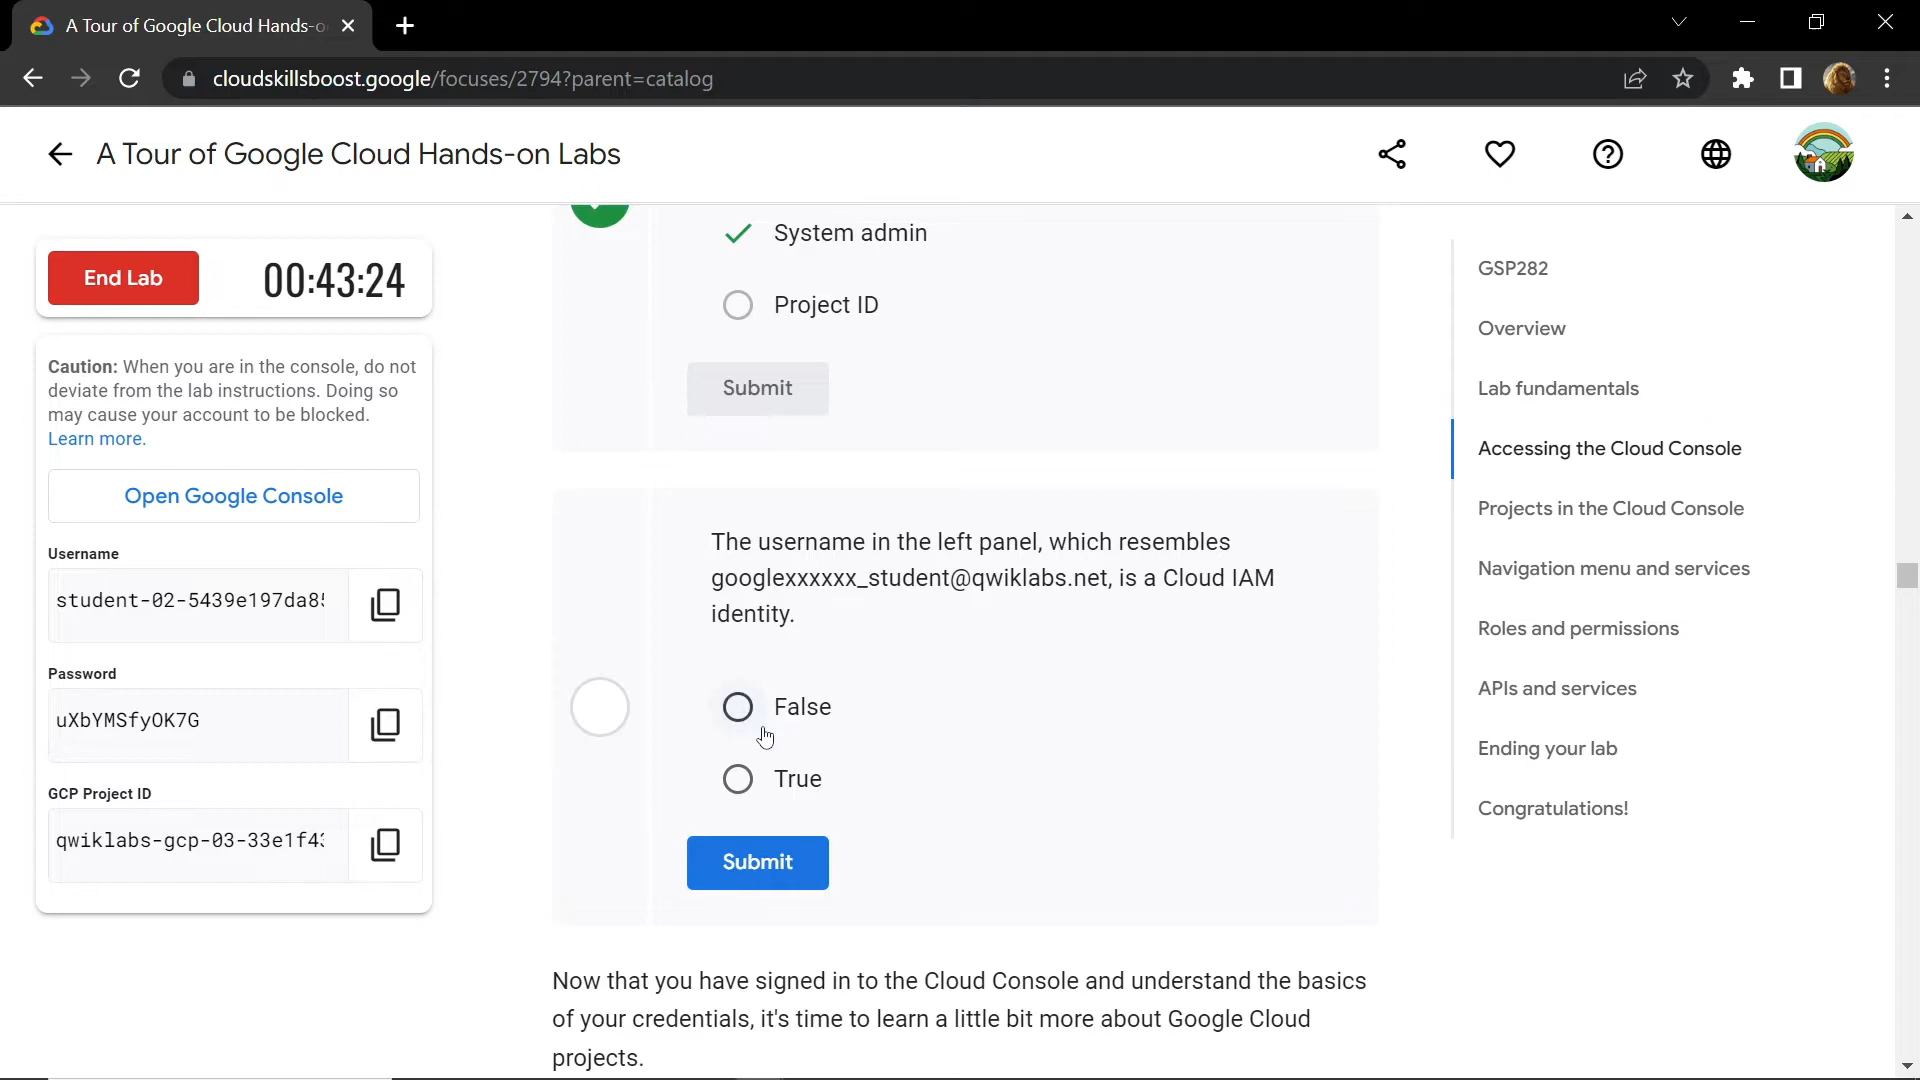 A Tour of Google Cloud Hands-o
cloudskillsboost.google/focuses/2794?parent=catalog
A Tour of Google Cloud Hands-on Labs
End Lab
00:43:24
Caution: When you are in the console, do not
deviate from the lab instructions. Doing so
may cause your account to be blocked.
Learn more.
Open Google Console
Username
student-02-5439e197da8
Password
uXbYMSfyOK7G
GCP Project ID
qwiklabs-gcp-03-33e1f4
System admin
Project ID
Submit
The username in the left panel, which resembles
googlexxxxxx_student@qwiklabs.net, is a Cloud IAM
identity.
False
True
Submit
Now that you have signed in to the Cloud Console and understand the basics
of your credentials, it's time to learn a little bit more about Google Cloud
projects.
GSP282
Overview
Lab fundamentals
Accessing the Cloud Console
Projects in the Cloud Console
Navigation menu and services
Roles and permissions
APIs and services
Ending your lab
Congratulations!